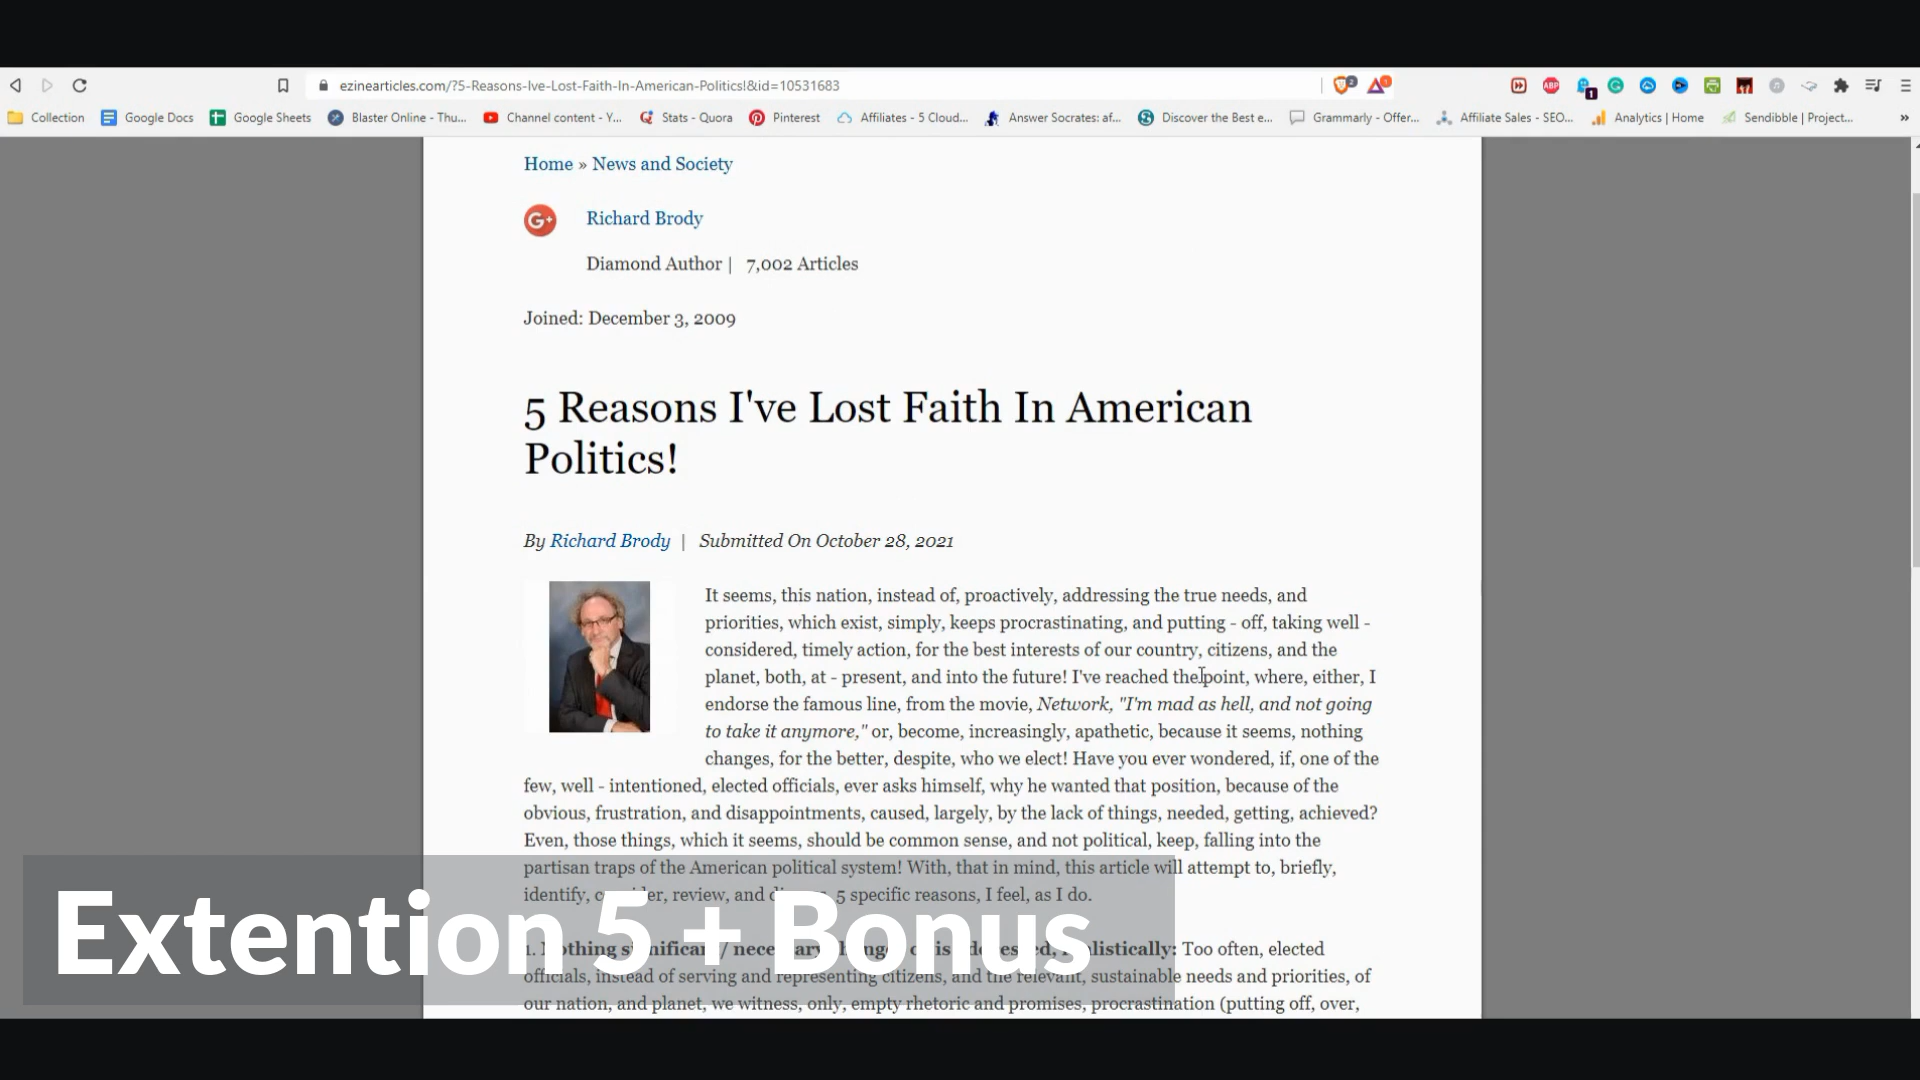 ezinearticles.com/?5-Reasons-Ive-Lost-Faith-In-American-Politics!&id=10531683
Collection Google Docs Google Sheets Blaster Online - Thu... Channel content - Y... Stats - Quora Pinterest Affiliates - 5 Cloud... Answer Socrates: af... Discover the Best e... Grammarly - Offer... Affiliate Sales - SEO... Analytics | Home Sendibble | Project... »
Home » News and Society
G+ Richard Brody
Diamond Author | 7,002 Articles
Joined: December 3, 2009
5 Reasons I've Lost Faith In American
Politics!
By Richard Brody | Submitted On October 28, 2021
It seems, this nation, instead of, proactively, addressing the true needs, and
priorities, which exist, simply, keeps procrastinating, and putting - off, taking well -
considered, timely action, for the best interests of our country, citizens, and the
planet, both, at - present, and into the future! I've reached the point, where, either, I
endorse the famous line, from the movie, Network, "I'm mad as hell, and not going
to take it anymore," or, become, increasingly, apathetic, because it seems, nothing
changes, for the better, despite, who we elect! Have you ever wondered, if, one of the
few, well - intentioned, elected officials, ever asks himself, why he wanted that position, because of the
obvious, frustration, and disappointments, caused, largely, by the lack of things, needed, getting, achieved?
Even, those things, which it seems, should be common sense, and not political, keep, falling into the
partisan traps of the American political system! With, that in mind, this article will attempt to, briefly,
identify, review, and 5 specific reasons, I feel, as I do.
Extention 5 + Bonus
1. Nothing Too often, elected
officials, instead of serving and representing citizens, and the relevant, sustainable needs and priorities, of
our nation, and planet, we witness, only, empty rhetoric and promises, procrastination (putting off, over,